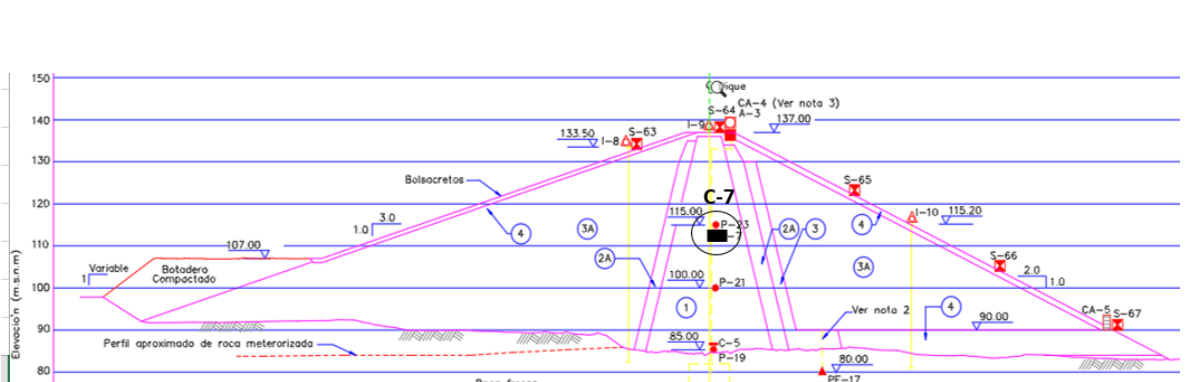 150
ique
CA-4 (Ver nota 3)
S-64
A-3
140
I-9
137.00
133.50
I-8
S-63
130
Bolsacretos
S-65
C-7
120
3.0
1.0
115.00
P-23
I-10
115.20
4
3A
2A
3
4
110
107.00
2A
-7
3A
S-66
Variable
1
Botadero
Compactado
100.00
P-21
2.0
1.0
100
1
Ver nota 2
4
CA-5
S-67
90
90.00
Perfil aproximado de roca meterorizada
85.00
C-5
P-19
80.00
80
PF-17
Elevacio'n (m.s.n.m)